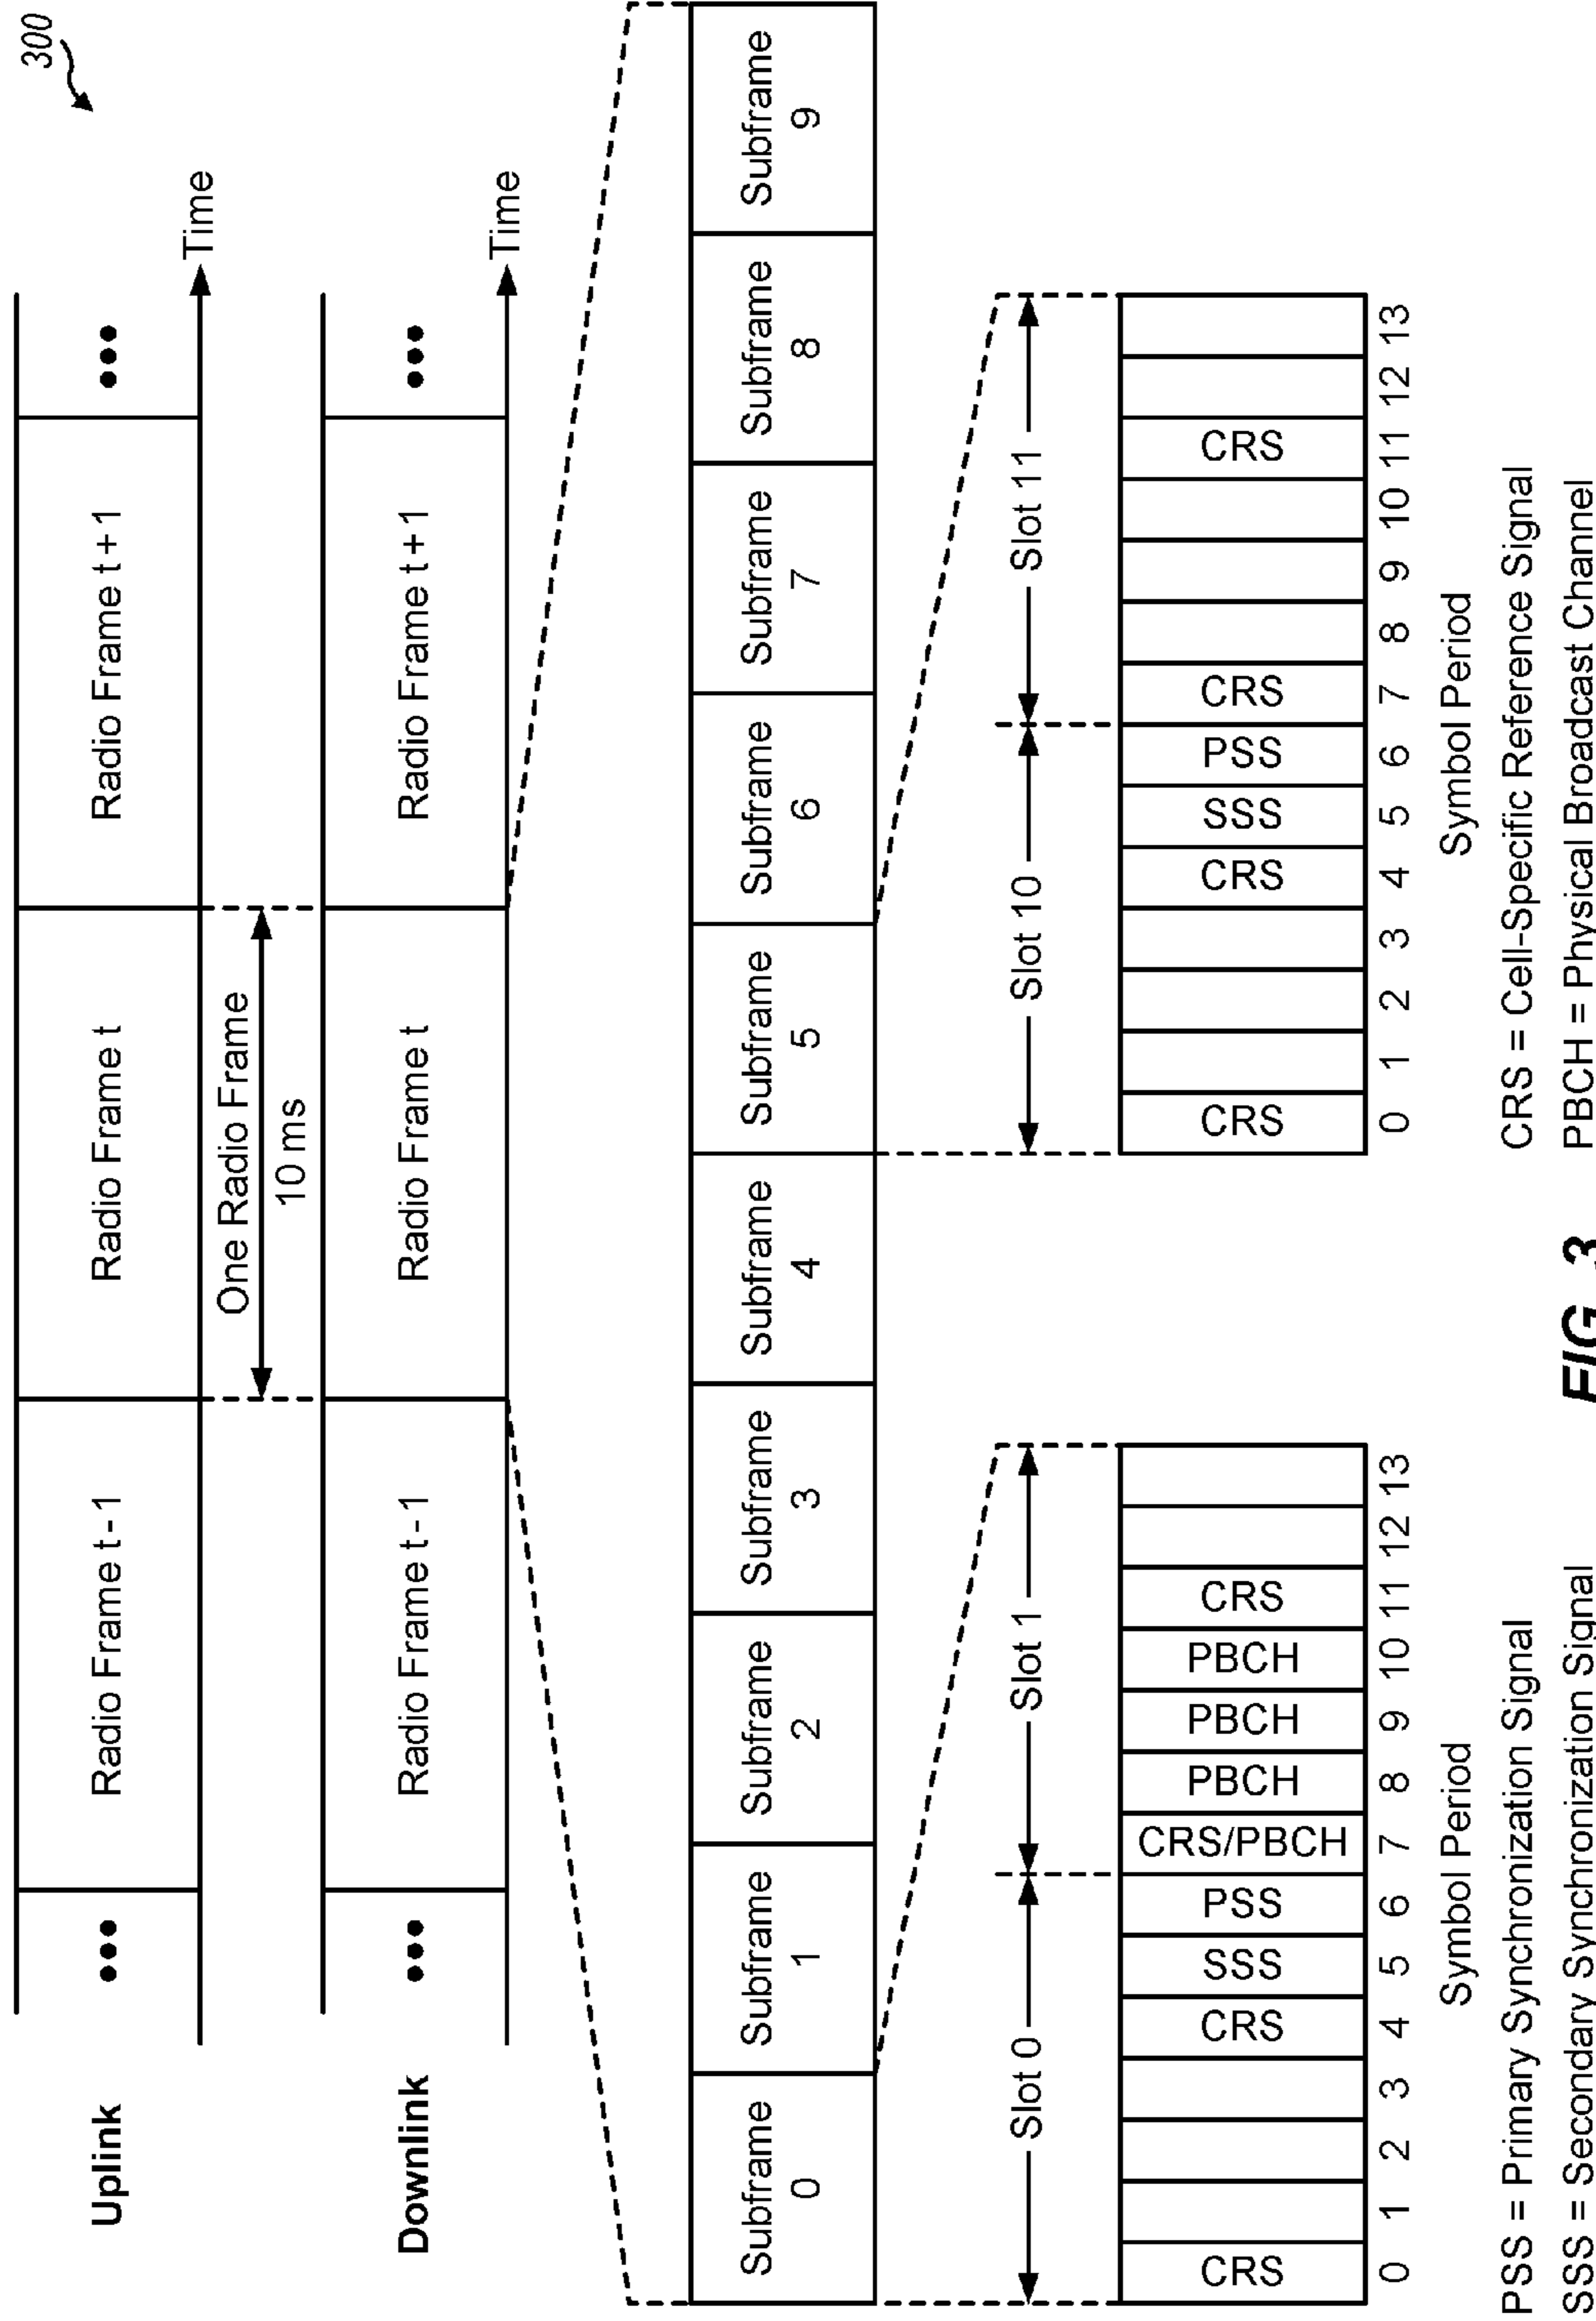 300
Uplink
••• Radio Frame t-1 Radio Frame t Radio Frame t+1 •••
Time
One Radio Frame
10 ms
Downlink
••• Radio Frame t-1 Radio Frame t Radio Frame t+1 •••
Time
Subframe Subframe Subframe Subframe Subframe Subframe Subframe Subframe Subframe Subframe
0 1 2 3 4 5 6 7 8 9
Slot 0 Slot 1 Slot 10 Slot 11
CRS CRS SSS PSS CRS/PBCH PBCH PBCH PBCH CRS
CRS CRS SSS PSS CRS CRS
0 1 2 3 4 5 6 7 8 9 10 11 12 13
0 1 2 3 4 5 6 7 8 9 10 11 12 13
Symbol Period
Symbol Period
PSS = Primary Synchronization Signal
SSS = Secondary Synchronization Signal
CRS = Cell-Specific Reference Signal
PBCH = Physical Broadcast Channel
FIG. 3